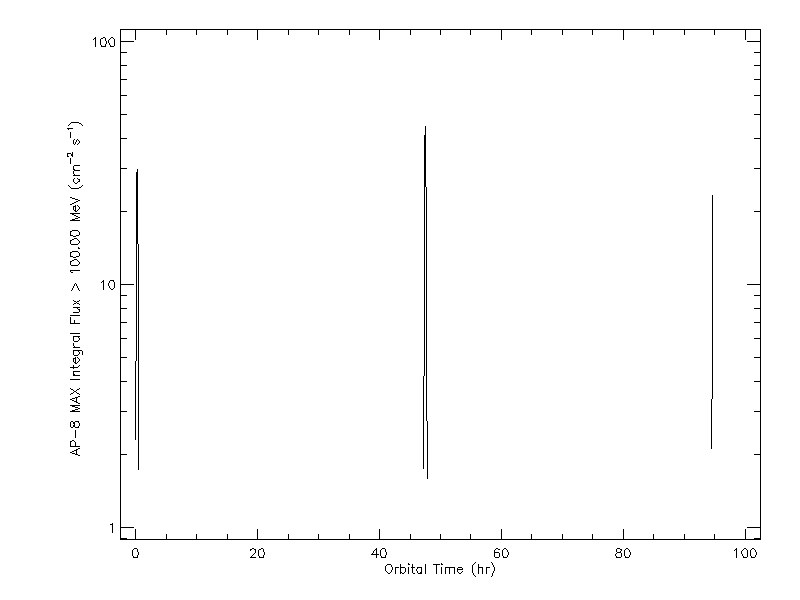 AP-8 MAX Integral Flux > 100.00 MeV (cm⁻² s⁻¹)
100
10
1
0 20 40 60 80 100
Orbital Time (hr)